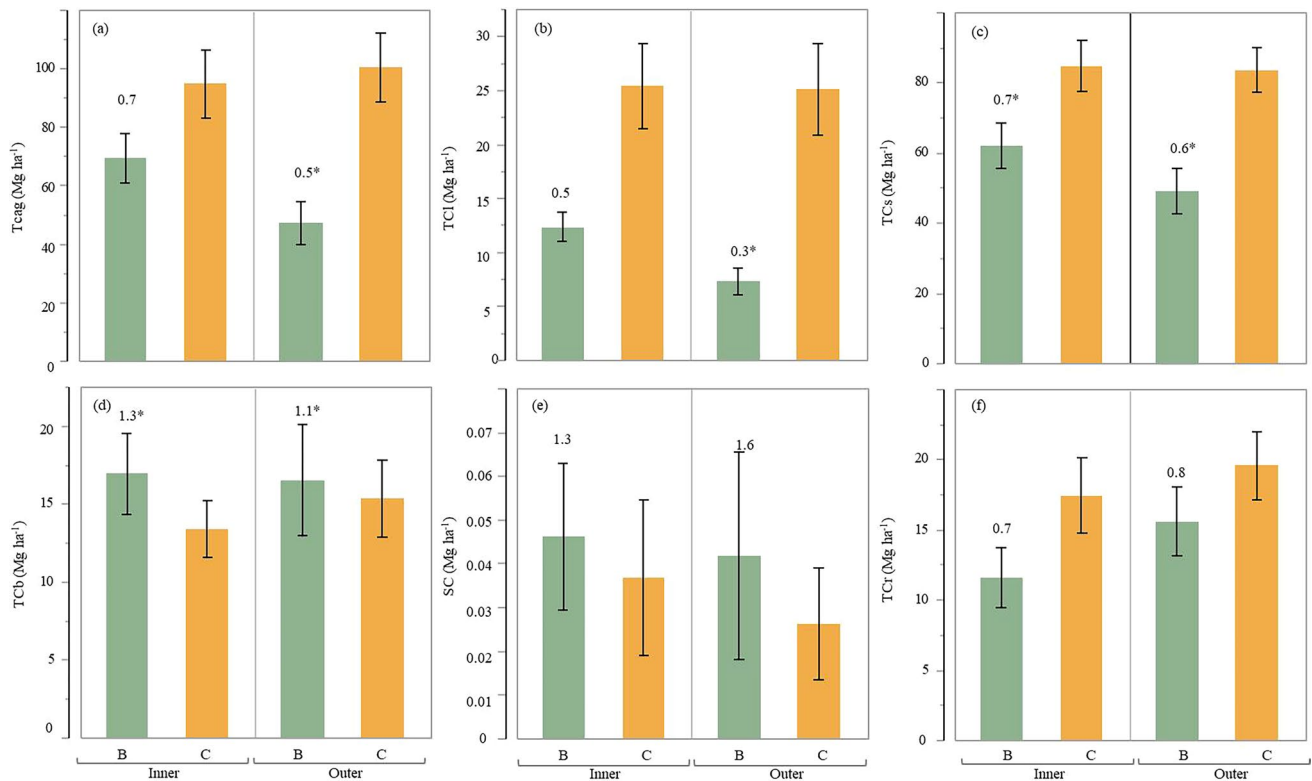 (a)
Tcag (Mg ha⁻¹)
100
80
60
40
20
0
0.7
0.5*
(b)
TCl (Mg ha⁻¹)
30
25
20
15
10
5
0
0.5
0.3*
(c)
TCs (Mg ha⁻¹)
80
60
40
20
0
0.7*
0.6*
(d)
TCb (Mg ha⁻¹)
20
15
10
5
0
1.3*
1.1*
B C B C
Inner Outer
(e)
SC (Mg ha⁻¹)
0.07
0.06
0.05
0.04
0.03
0.02
0.01
0
1.3
1.6
B C B C
Inner Outer
(f)
TCr (Mg ha⁻¹)
20
15
10
5
0
0.7
0.8
B C B C
Inner Outer